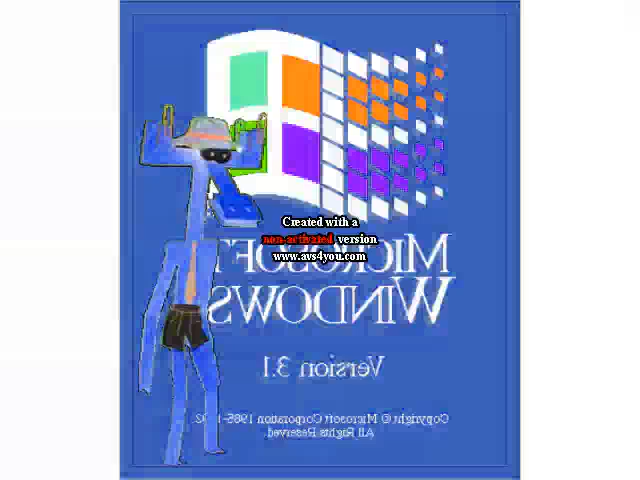 Created with a
non-activated version
www.avs4you.com
MICROSOFT
WINDOWS
Version 3.1
Copyright © Microsoft Corporation 1985-1992
All Rights Reserved.